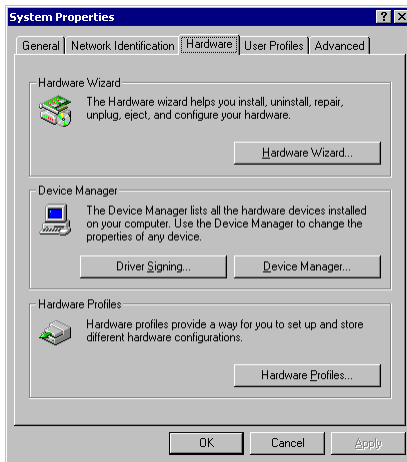 System Properties
General Network Identification Hardware User Profiles Advanced
Hardware Wizard
The Hardware wizard helps you install, uninstall, repair,
unplug, eject, and configure your hardware.
Hardware Wizard...
Device Manager
The Device Manager lists all the hardware devices installed
on your computer. Use the Device Manager to change the
properties of any device.
Driver Signing... Device Manager...
Hardware Profiles
Hardware profiles provide a way for you to set up and store
different hardware configurations.
Hardware Profiles...
OK Cancel Apply